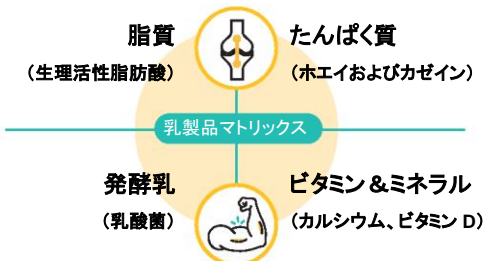 脂質
(生理活性脂肪酸)
たんぱく質
(ホエイおよびカゼイン)
乳製品マトリックス
発酵乳
(乳酸菌)
ビタミン&ミネラル
(カルシウム、ビタミン D)